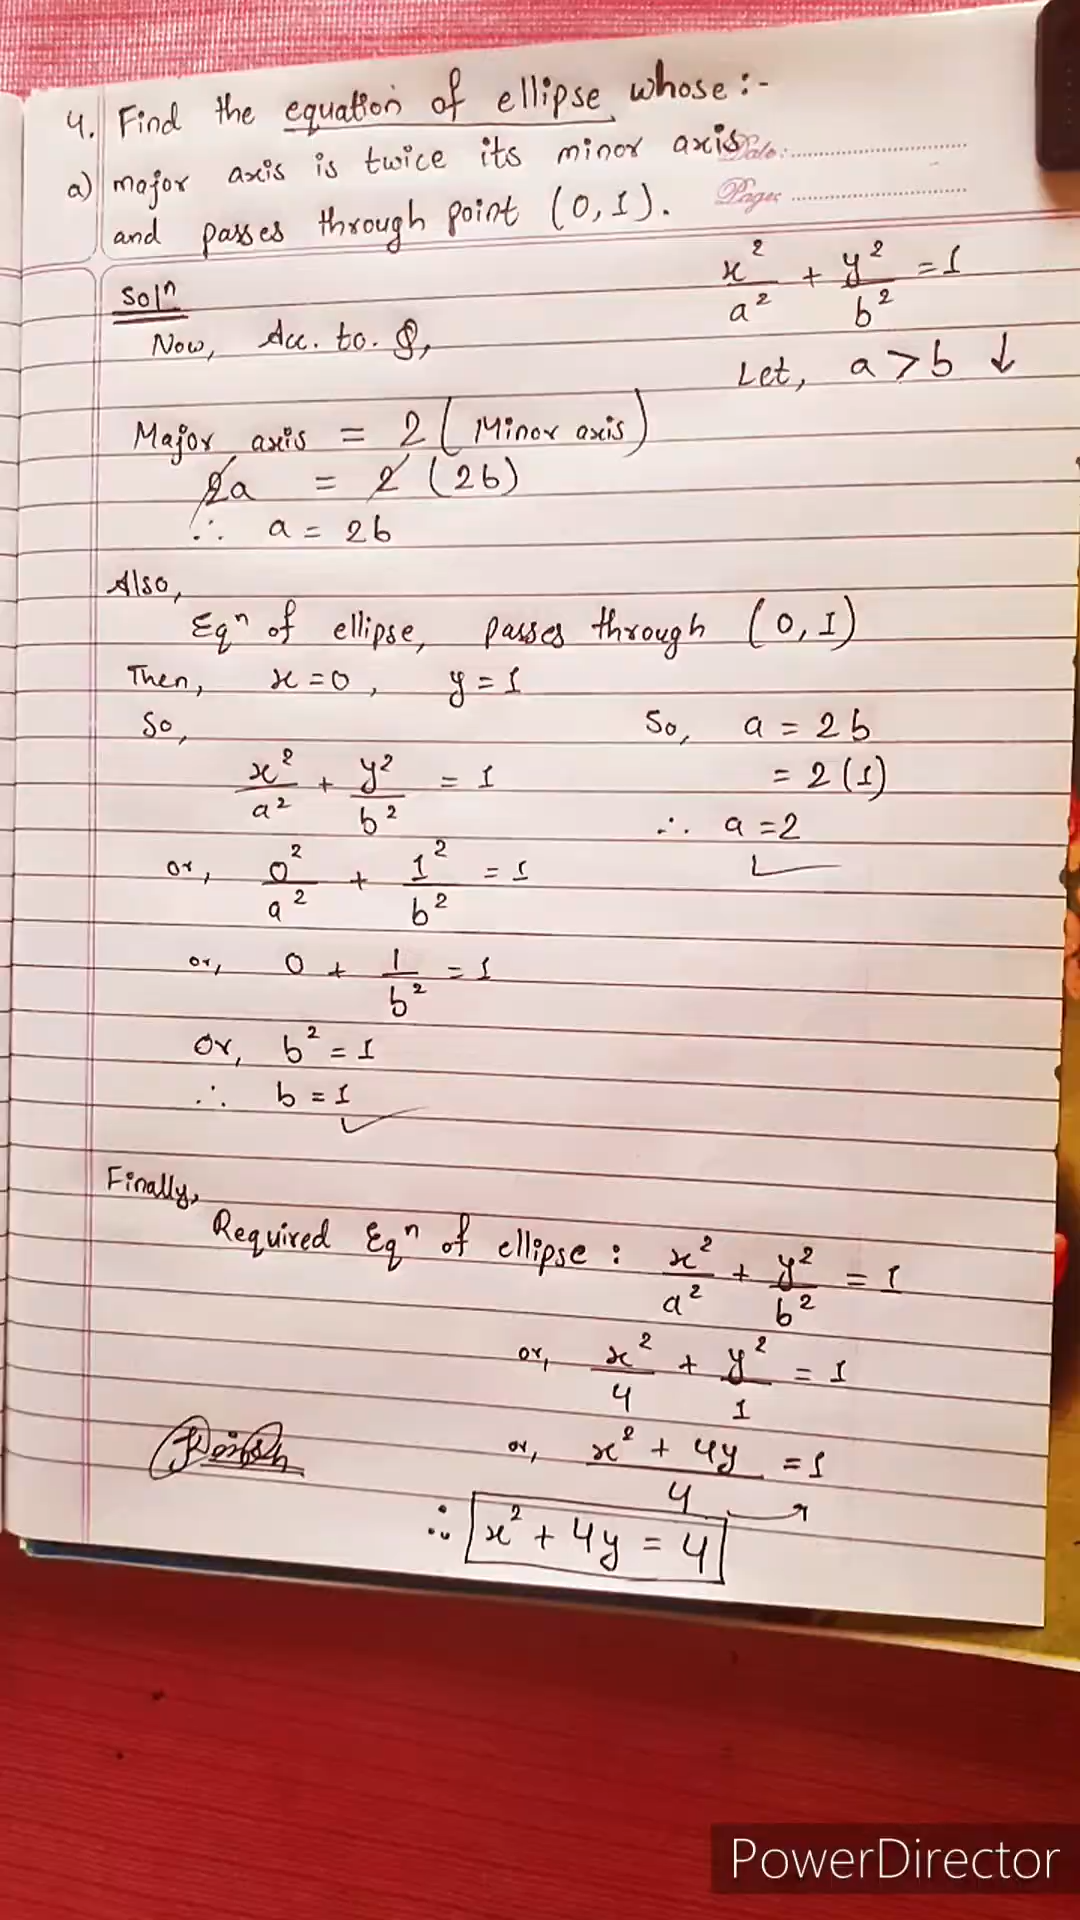 4. Find the equation of ellipse whose :-
a) major axis is twice its minor axis
and passes through point (0,1).
Date:
Page:
Solⁿ
x²/a² + y²/b² = 1
Now, Acc. to. Q,
Let, a > b ↓
Major axis = 2 (Minor axis)
2a = 2 (2b)
∴ a = 2b
Also,
Eqⁿ of ellipse, passes through (0,1)
Then, x = 0, y = 1
So,
x²/a² + y²/b² = 1
or, 0²/a² + 1²/b² = 1
or, 0 + 1/b² = 1
Or, b² = 1
∴ b = 1
So, a = 2b
= 2(1)
∴ a = 2
Finally,
Required Eqⁿ of ellipse : x²/a² + y²/b² = 1
or, x²/4 + y²/1 = 1
or, x² + 4y/4 = 1
∴ x² + 4y = 4
PowerDirector